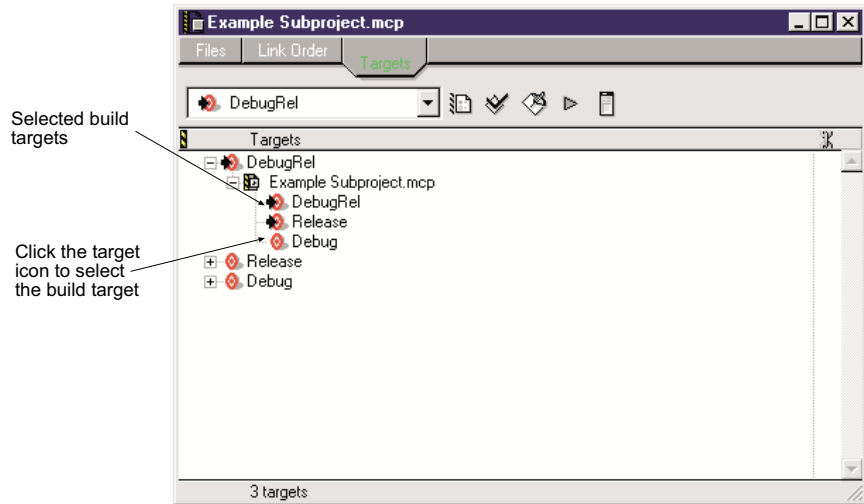 Example Subproject.mcp
Files Link Order Targets
DebugRel
Targets
DebugRel
Example Subproject.mcp
DebugRel
Release
Debug
Release
Debug
3 targets
Selected build
targets
Click the target
icon to select
the build target